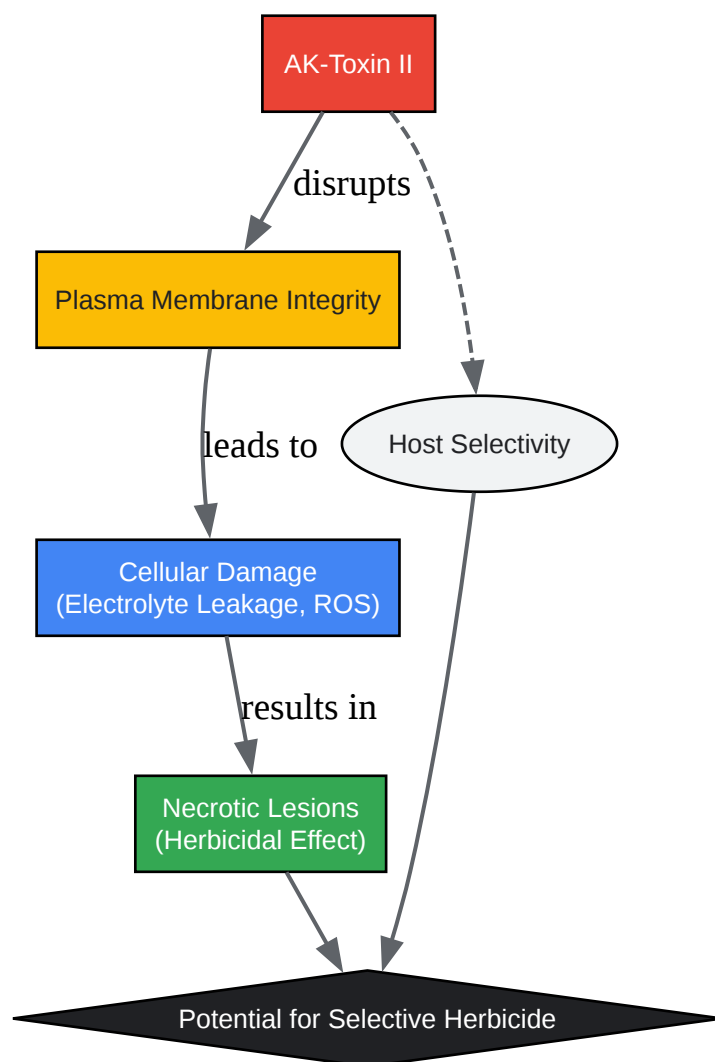 AK-Toxin II
disrupts
Plasma Membrane Integrity
leads to
Host Selectivity
Cellular Damage
(Electrolyte Leakage, ROS)
results in
Necrotic Lesions
(Herbicidal Effect)
Potential for Selective Herbicide